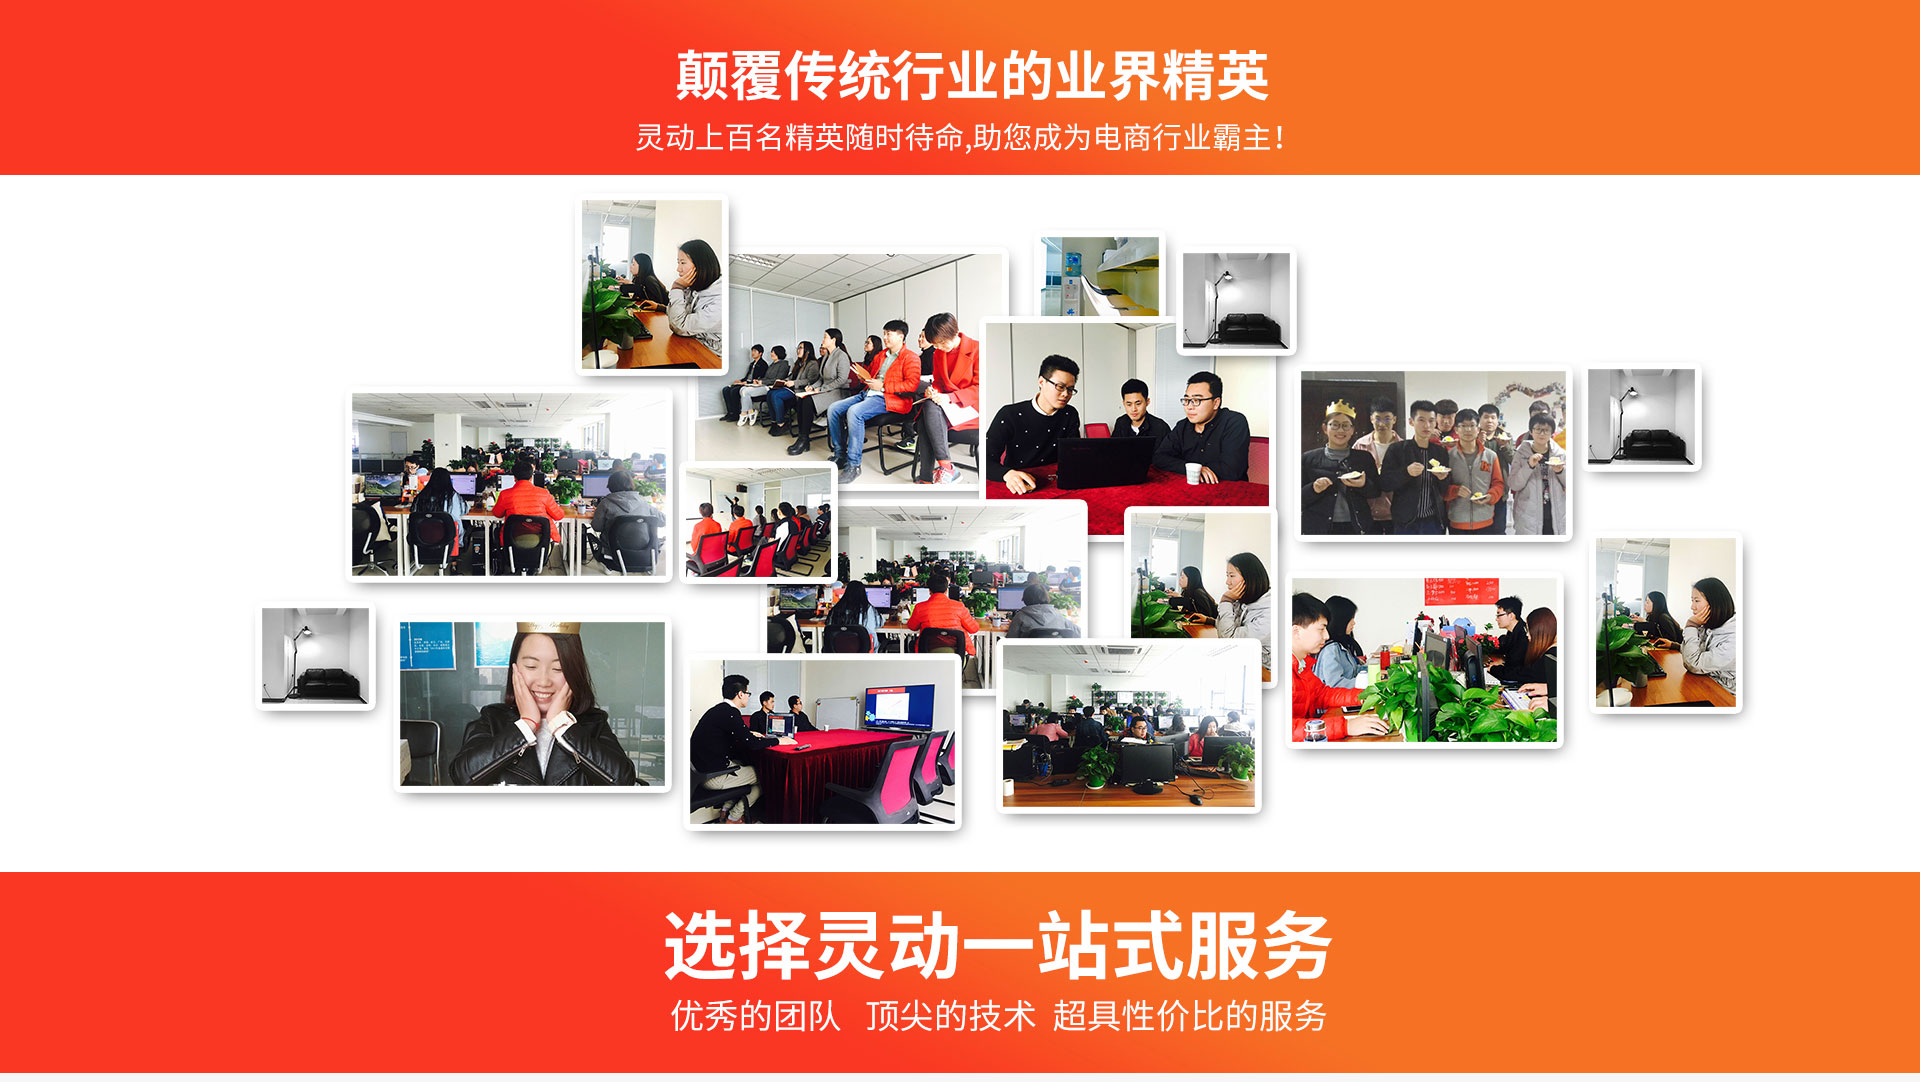 颠覆传统行业的业界精英
灵动上百名精英随时待命,助您成为电商行业霸主!
选择灵动一站式服务
优秀的团队 顶尖的技术 超具性价比的服务